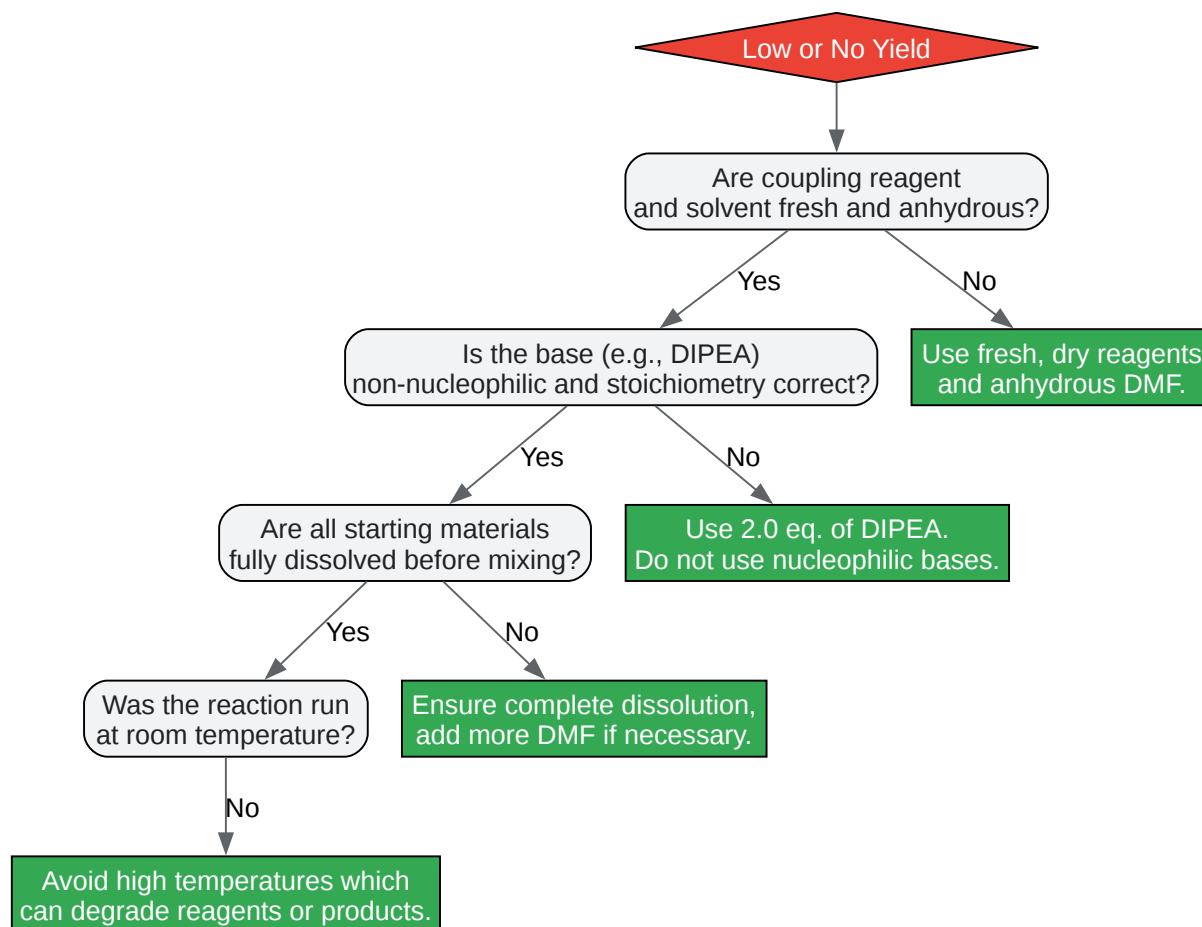 Low or No Yield
Are coupling reagent
and solvent fresh and anhydrous?
Yes
No
Is the base (e.g., DIPEA)
non-nucleophilic and stoichiometry correct?
Use fresh, dry reagents
and anhydrous DMF.
Yes
No
Are all starting materials
fully dissolved before mixing?
Use 2.0 eq. of DIPEA.
Do not use nucleophilic bases.
Yes
No
Was the reaction run
at room temperature?
Ensure complete dissolution,
add more DMF if necessary.
No
Avoid high temperatures which
can degrade reagents or products.